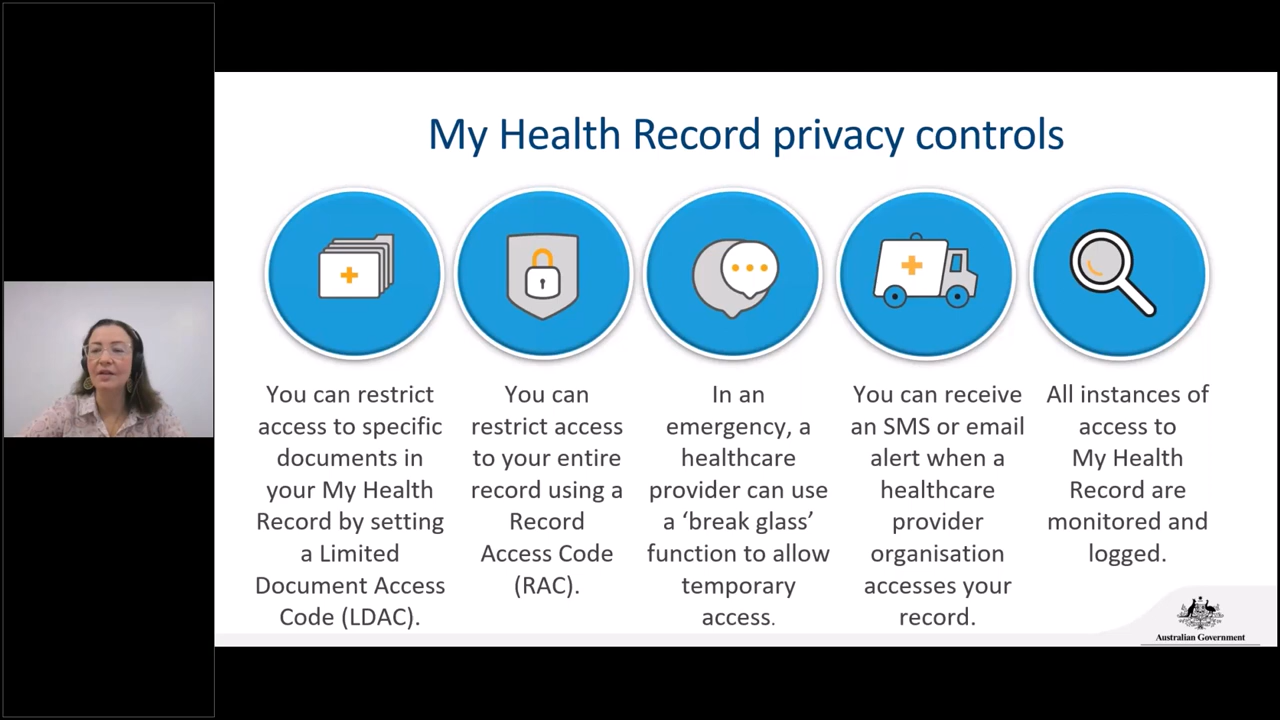 My Health Record privacy controls
You can restrict
access to specific
documents in
your My Health
Record by setting
a Limited
Document Access
Code (LDAC).
You can
restrict access
to your entire
record using a
Record
Access Code
(RAC).
In an
emergency, a
healthcare
provider can use
a ‘break glass’
function to allow
temporary
access.
You can receive
an SMS or email
alert when a
healthcare
provider
organisation
accesses your
record.
All instances of
access to
My Health
Record are
monitored and
logged.
Australian Government